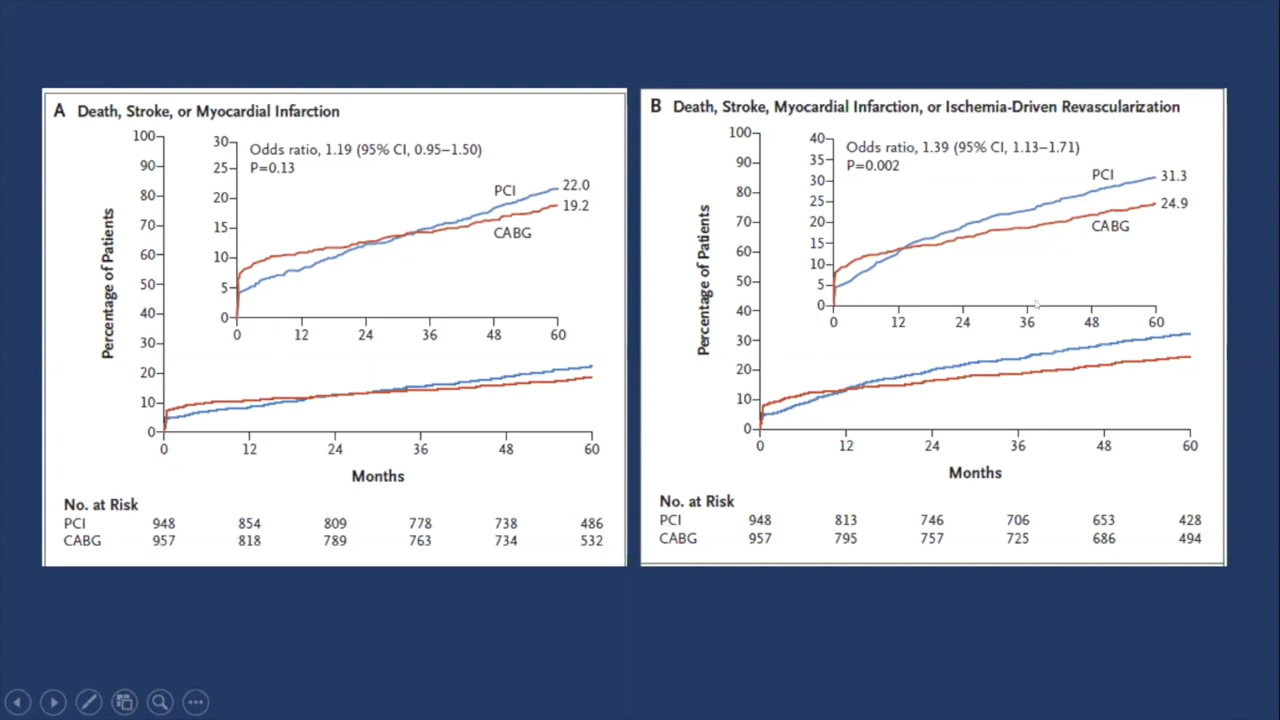 A Death, Stroke, or Myocardial Infarction
Percentage of Patients
100
90
80
70
60
50
40
30
20
10
0
30
25
20
15
10
5
0
Odds ratio, 1.19 (95% CI, 0.95–1.50)
P=0.13
PCI
22.0
19.2
CABG
0 12 24 36 48 60
0 12 24 36 48 60
Months
No. at Risk
PCI 948 854 809 778 738 486
CABG 957 818 789 763 734 532
B Death, Stroke, Myocardial Infarction, or Ischemia-Driven Revascularization
Percentage of Patients
100
90
80
70
60
50
40
30
20
10
0
40
35
30
25
20
15
10
5
0
Odds ratio, 1.39 (95% CI, 1.13–1.71)
P=0.002
PCI
31.3
24.9
CABG
0 12 24 36 48 60
0 12 24 36 48 60
Months
No. at Risk
PCI 948 813 746 706 653 428
CABG 957 795 757 725 686 494